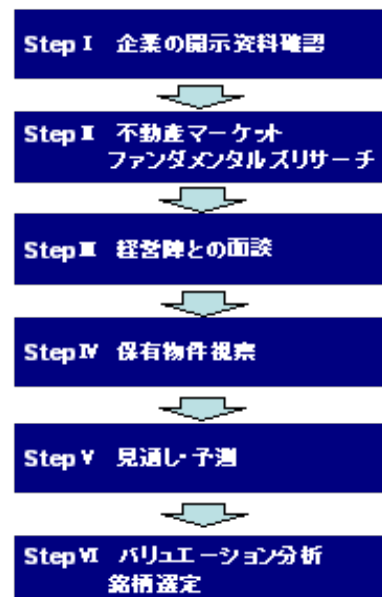 Step Ⅰ 企業の開示資料確認
Step Ⅱ 不動産マーケット
ファンダメンタルズリサーチ
Step Ⅲ 経営陣との面談
Step Ⅳ 保有物件視察
Step Ⅴ 見通し・予測
Step Ⅵ バリュエーション分析
銘柄選定